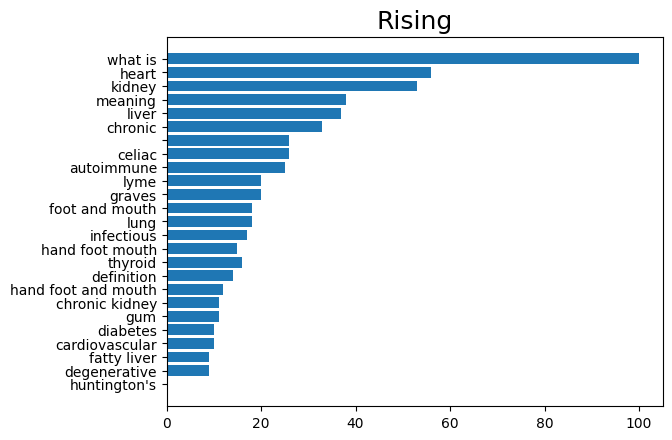 Rising
what is
heart
kidney
meaning
liver
chronic
celiac
autoimmune
lyme
graves
foot and mouth
lung
infectious
hand foot mouth
thyroid
definition
hand foot and mouth
chronic kidney
gum
diabetes
cardiovascular
fatty liver
degenerative
huntington's
0 20 40 60 80 100